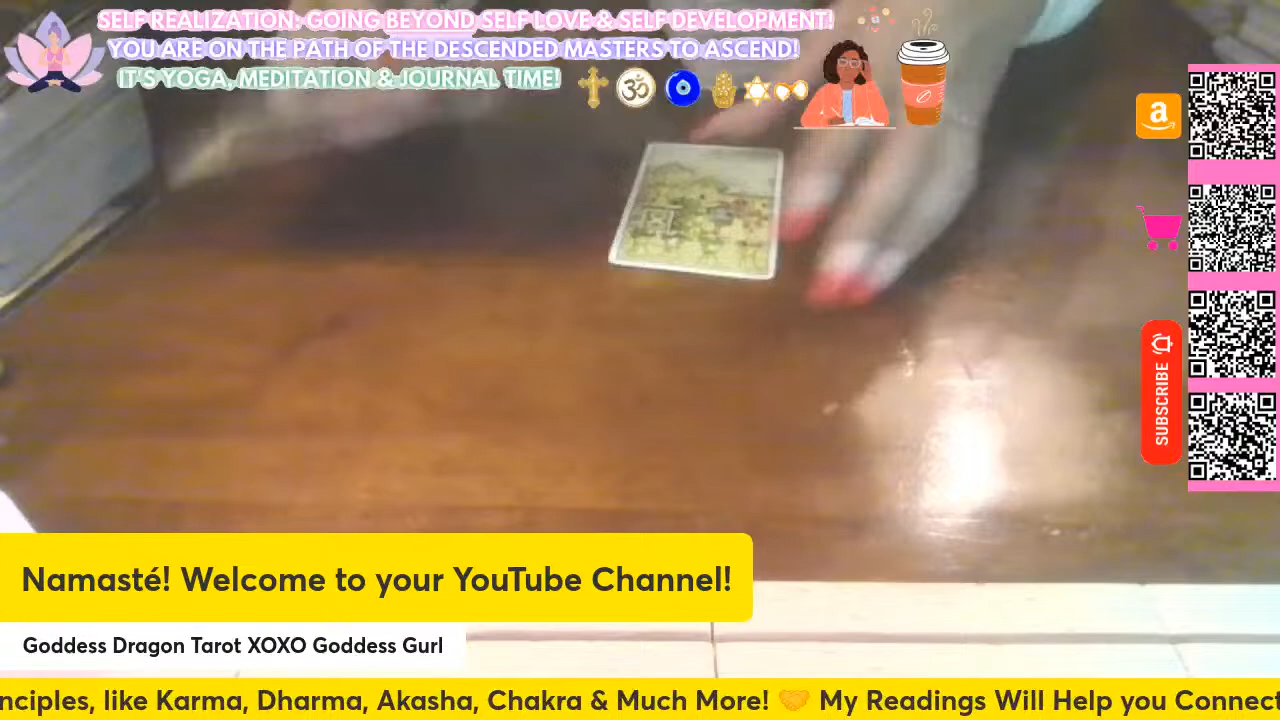 SELF REALIZATION: GOING BEYOND SELF LOVE & SELF DEVELOPMENT!
YOU ARE ON THE PATH OF THE DESCENDED MASTERS TO ASCEND!
IT'S YOGA, MEDITATION & JOURNAL TIME!
SUBSCRIBE
Namasté! Welcome to your YouTube Channel!
Goddess Dragon Tarot XOXO Goddess Gurl
nciples, like Karma, Dharma, Akasha, Chakra & Much More! 🤝 My Readings Will Help you Connect